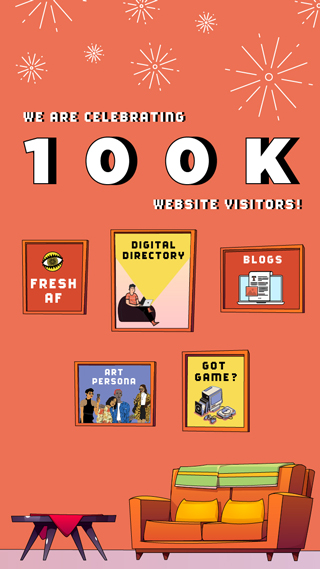 WE ARE CELEBRATING
100K
WEBSITE VISITORS!
FRESH
AF
DIGITAL
DIRECTORY
BLOGS
ART
PERSONA
GOT
GAME?